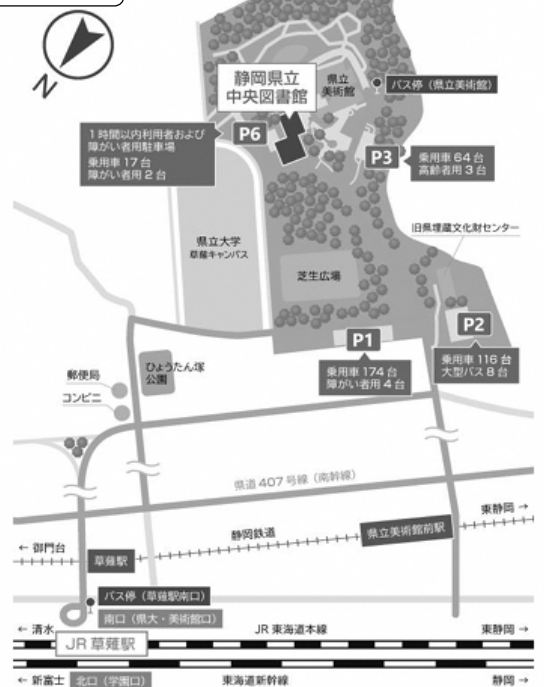 N
静岡県立
中央図書館
県立
美術館
バス停（県立美術館）
P6
1時間以内利用者および
障がい者用駐車場
乗用車 17 台
障がい者用 2 台
P3
乗用車 64 台
高齢者用 3 台
県立大学
草薙キャンパス
旧県埋蔵文化財センター
芝生広場
P1
乗用車 174 台
障がい者用 4 台
P2
乗用車 116 台
大型バス 8 台
ひょうたん塚
公園
郵便局
コンビニ
県道 407 号線（南幹線）
東静岡 →
静岡鉄道
県立美術館前駅
← 御門台
草薙駅
バス停（草薙駅南口）
南口（県大・美術館口）
← 清水
JR 東海道本線
東静岡 →
JR 草薙駅
← 新富士
北口（学園口）
東海道新幹線
静岡 →